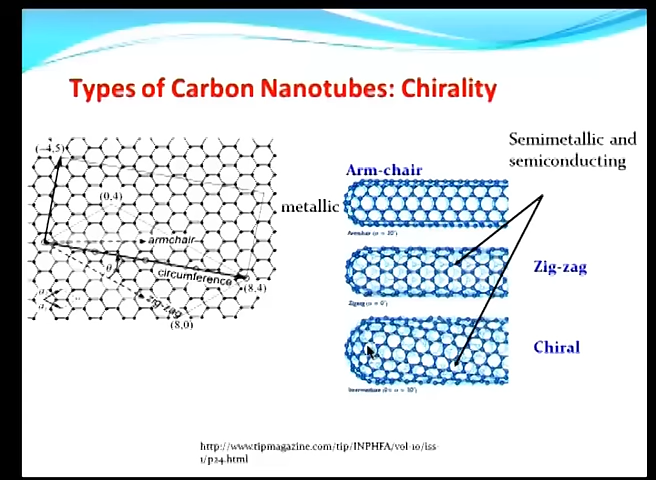 Types of Carbon Nanotubes: Chirality
Semimetallic and
semiconducting
(−4,5)
Arm-chair
(0,4)
metallic
armchair
Zig-zag
circumference
θ
(8,4)
zig-zag
(8,0)
Chiral
http://www.tipmagazine.com/tip/INPHFA/vol-10/iss-
1/p24.html